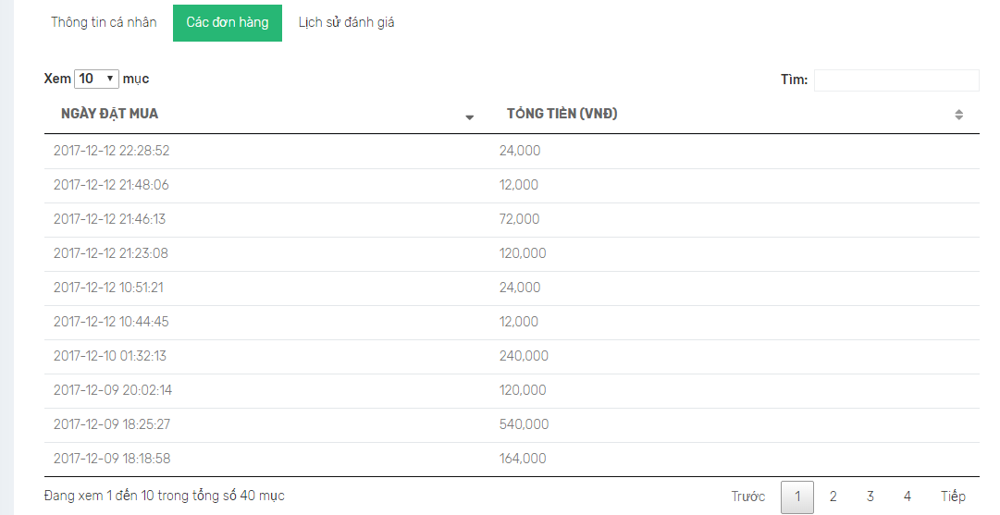 Thông tin cá nhân Các đơn hàng Lịch sử đánh giá
Xem 10 mục Tìm:
NGÀY ĐẶT MUA TỔNG TIỀN (VNĐ)
2017-12-12 22:28:52 24,000
2017-12-12 21:48:06 12,000
2017-12-12 21:46:13 72,000
2017-12-12 21:23:08 120,000
2017-12-12 10:51:21 24,000
2017-12-12 10:44:45 12,000
2017-12-10 01:32:13 240,000
2017-12-09 20:02:14 120,000
2017-12-09 18:25:27 540,000
2017-12-09 18:18:58 164,000
Đang xem 1 đến 10 trong tổng số 40 mục Trước 1 2 3 4 Tiếp